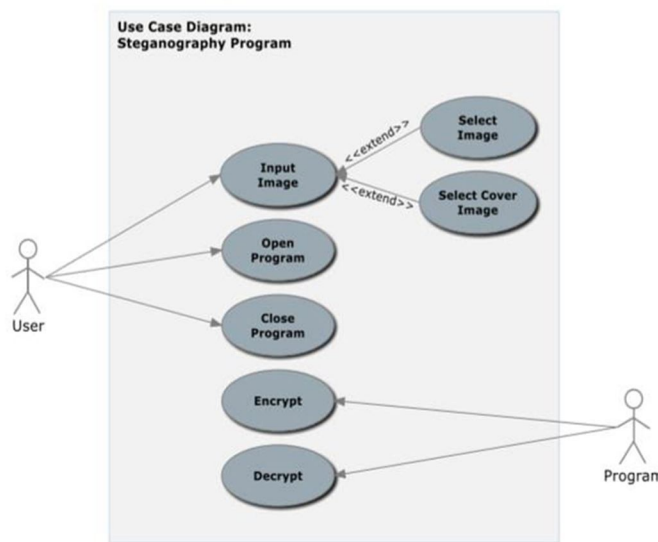 Use Case Diagram:
Steganography Program
Select
Image
<<extend>>
Input
Image
<<extend>>
Select Cover
Image
Open
Program
User
Close
Program
Encrypt
Program
Decrypt